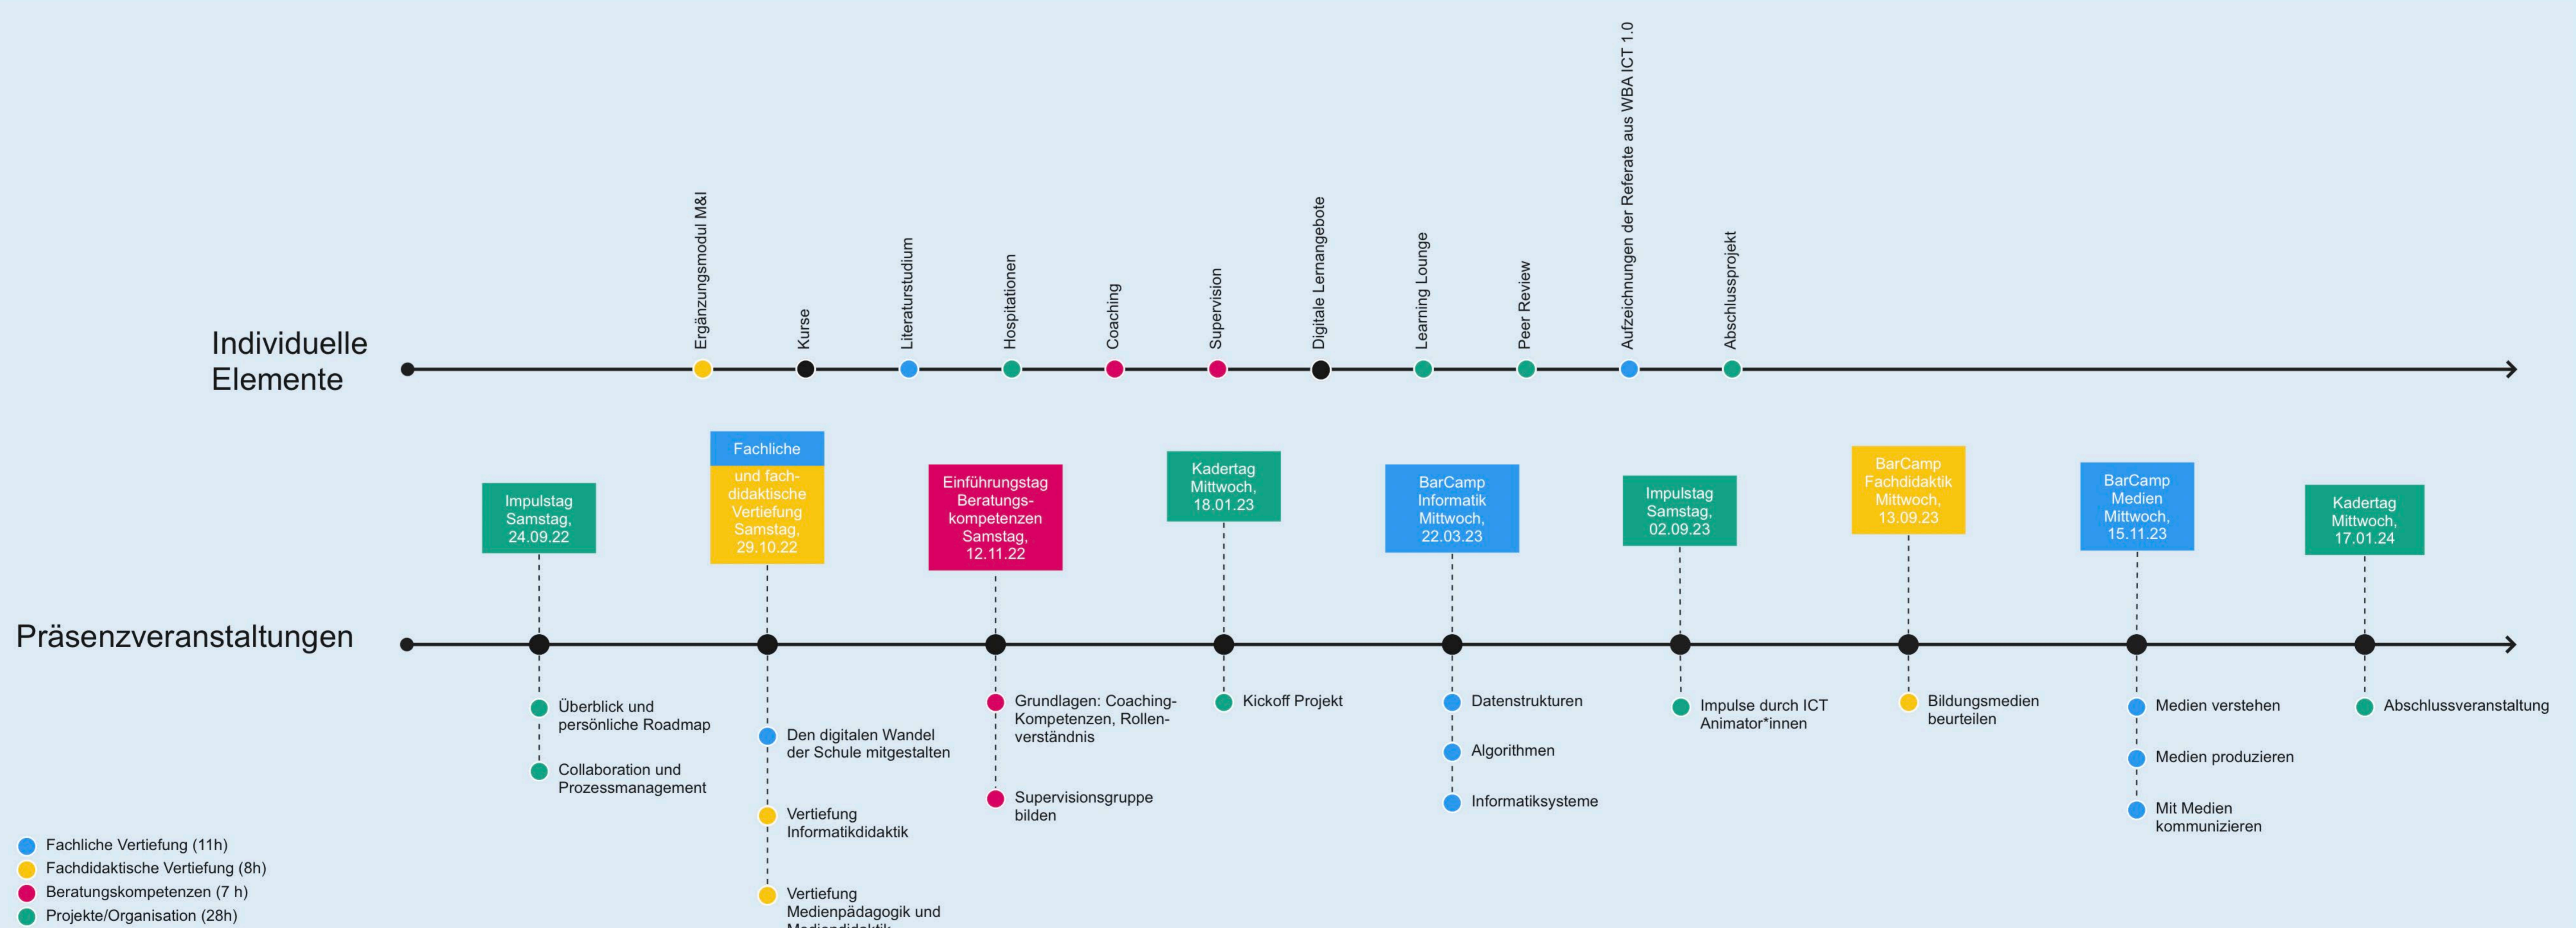 Aufzeichnungen der Referate aus WBA ICT 1.0
Ergänzungsmodul M&I
Kurse
Literaturstudium
Hospitationen
Coaching
Supervision
Digitale Lernangebote
Learning Lounge
Peer Review
Abschlussprojekt
Individuelle
Elemente
Impulstag
Samstag,
24.09.22
Fachliche
und fach-
didaktische
Vertiefung
Samstag,
29.10.22
Einführungstag
Beratungs-
kompetenzen
Samstag,
12.11.22
Kadertag
Mittwoch,
18.01.23
BarCamp
Informatik
Mittwoch,
22.03.23
Impulstag
Samstag,
02.09.23
BarCamp
Fachdidaktik
Mittwoch,
13.09.23
BarCamp
Medien
Mittwoch,
15.11.23
Kadertag
Mittwoch,
17.01.24
Präsenzveranstaltungen
Überblick und
persönliche Roadmap
Collaboration und
Prozessmanagement
Den digitalen Wandel
der Schule mitgestalten
Vertiefung
Informatikdidaktik
Vertiefung
Medienpädagogik und
Mediendidaktik
Grundlagen: Coaching-
Kompetenzen, Rollen-
verständnis
Supervisionsgruppe
bilden
Kickoff Projekt
Datenstrukturen
Algorithmen
Informatiksysteme
Impulse durch ICT
Animator*innen
Bildungsmedien
beurteilen
Medien verstehen
Medien produzieren
Mit Medien
kommunizieren
Abschlussveranstaltung
Fachliche Vertiefung (11h)
Fachdidaktische Vertiefung (8h)
Beratungskompetenzen (7 h)
Projekte/Organisation (28h)